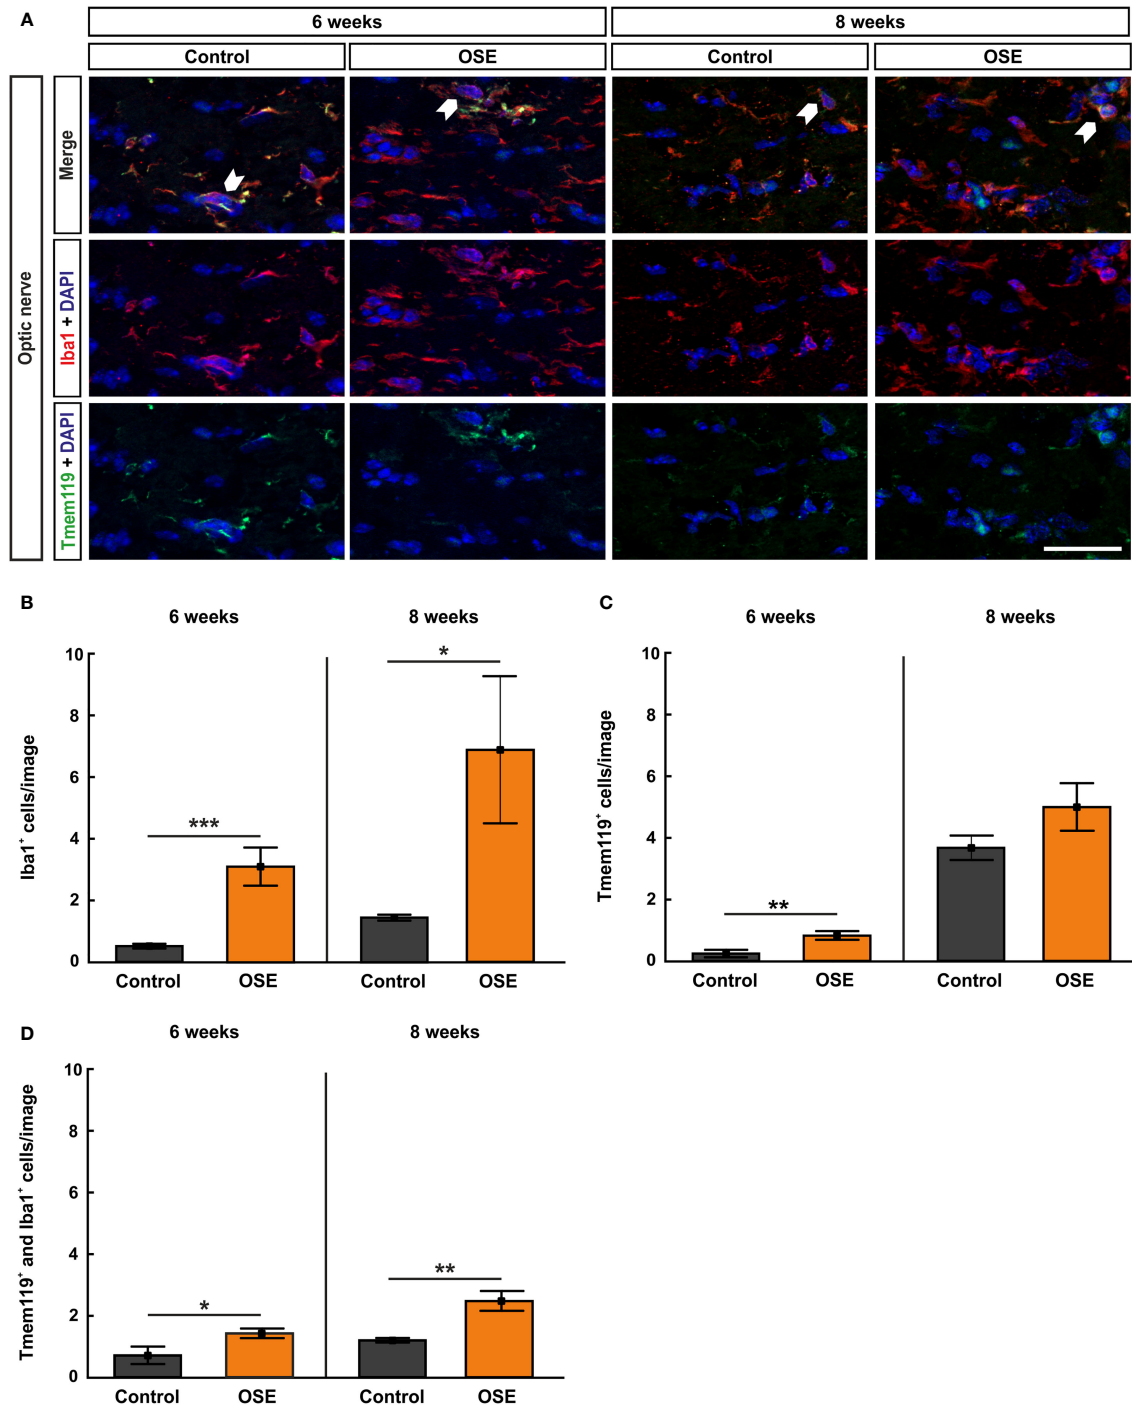 A
6 weeks
8 weeks
Control
OSE
Control
OSE
Optic nerve
Merge
Iba1 + DAPI
Tmem119 + DAPI
B
6 weeks
8 weeks
Iba1⁺ cells/image
10
8
6
4
2
0
***
*
Control
OSE
Control
OSE
C
6 weeks
8 weeks
Tmem119⁺ cells/image
10
8
6
4
2
0
**
Control
OSE
Control
OSE
D
6 weeks
8 weeks
Tmem119⁺ and Iba1⁺ cells/image
10
8
6
4
2
0
*
**
Control
OSE
Control
OSE